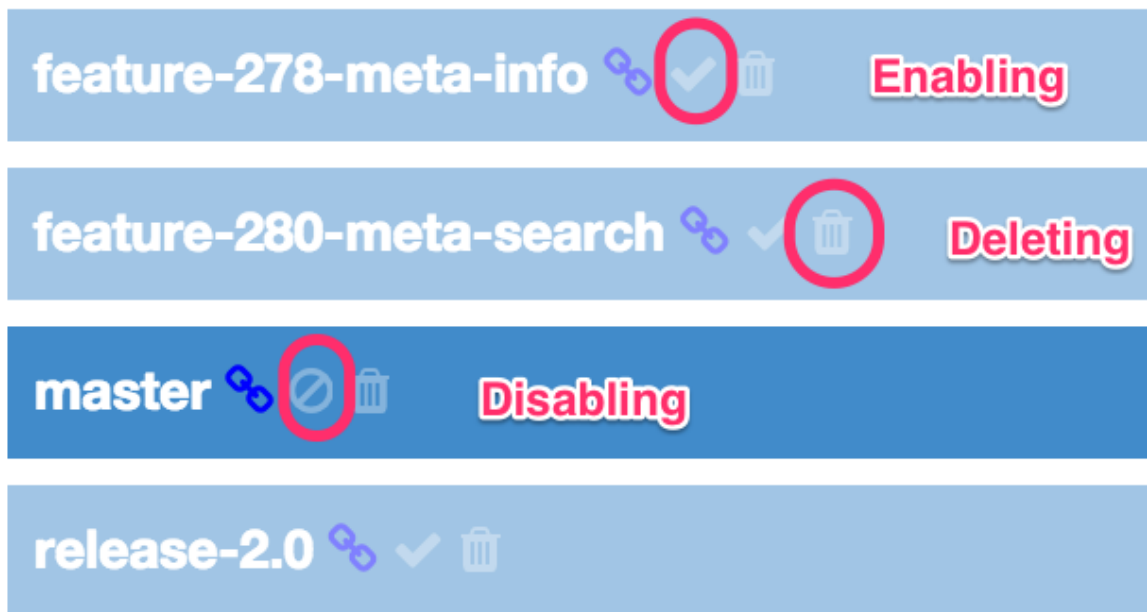 feature-278-meta-info Enabling
feature-280-meta-search Deleting
master Disabling
release-2.0